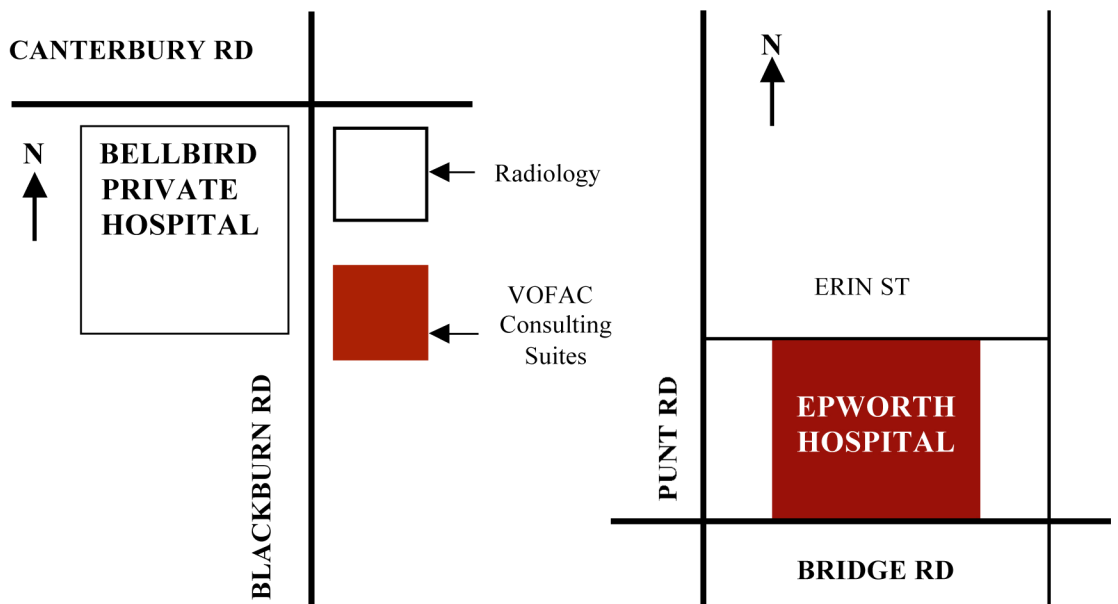 CANTERBURY RD
N
BELLBIRD
PRIVATE
HOSPITAL
Radiology
VOFAC
Consulting
Suites
BLACKBURN RD
N
ERIN ST
PUNT RD
EPWORTH
HOSPITAL
BRIDGE RD